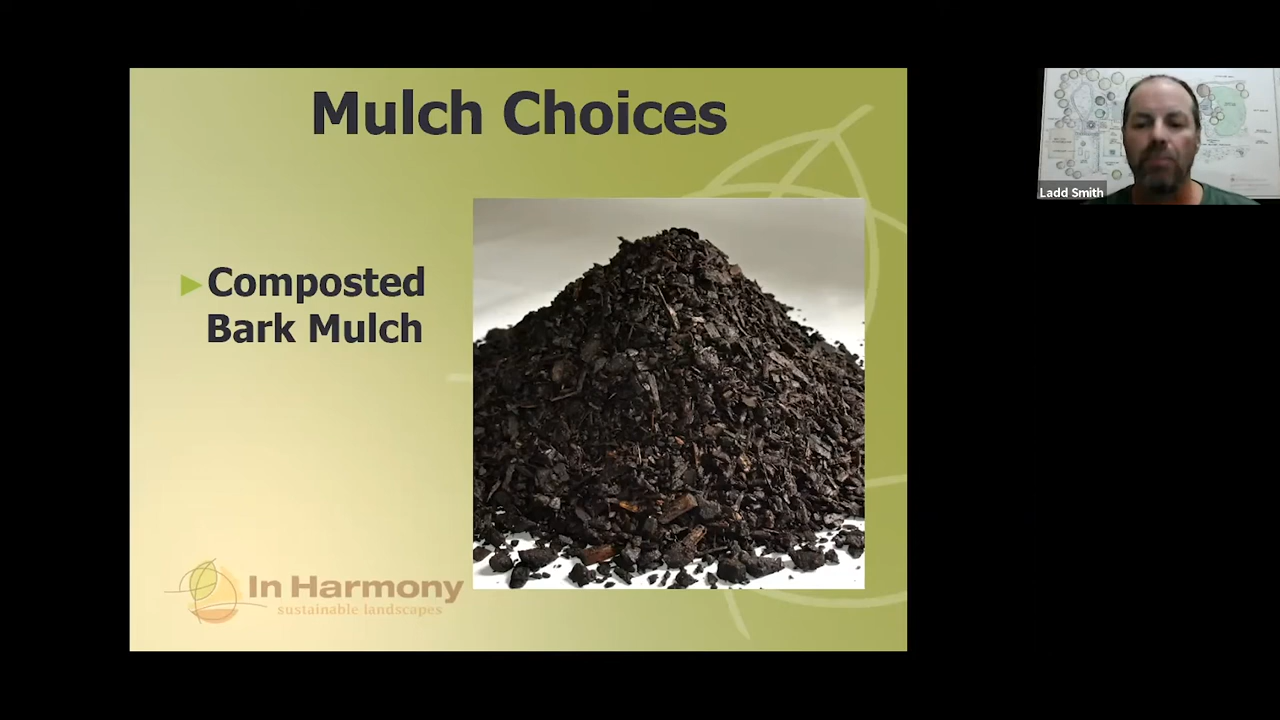 Mulch Choices
Composted
Bark Mulch
In Harmony
sustainable landscapes
Ladd Smith